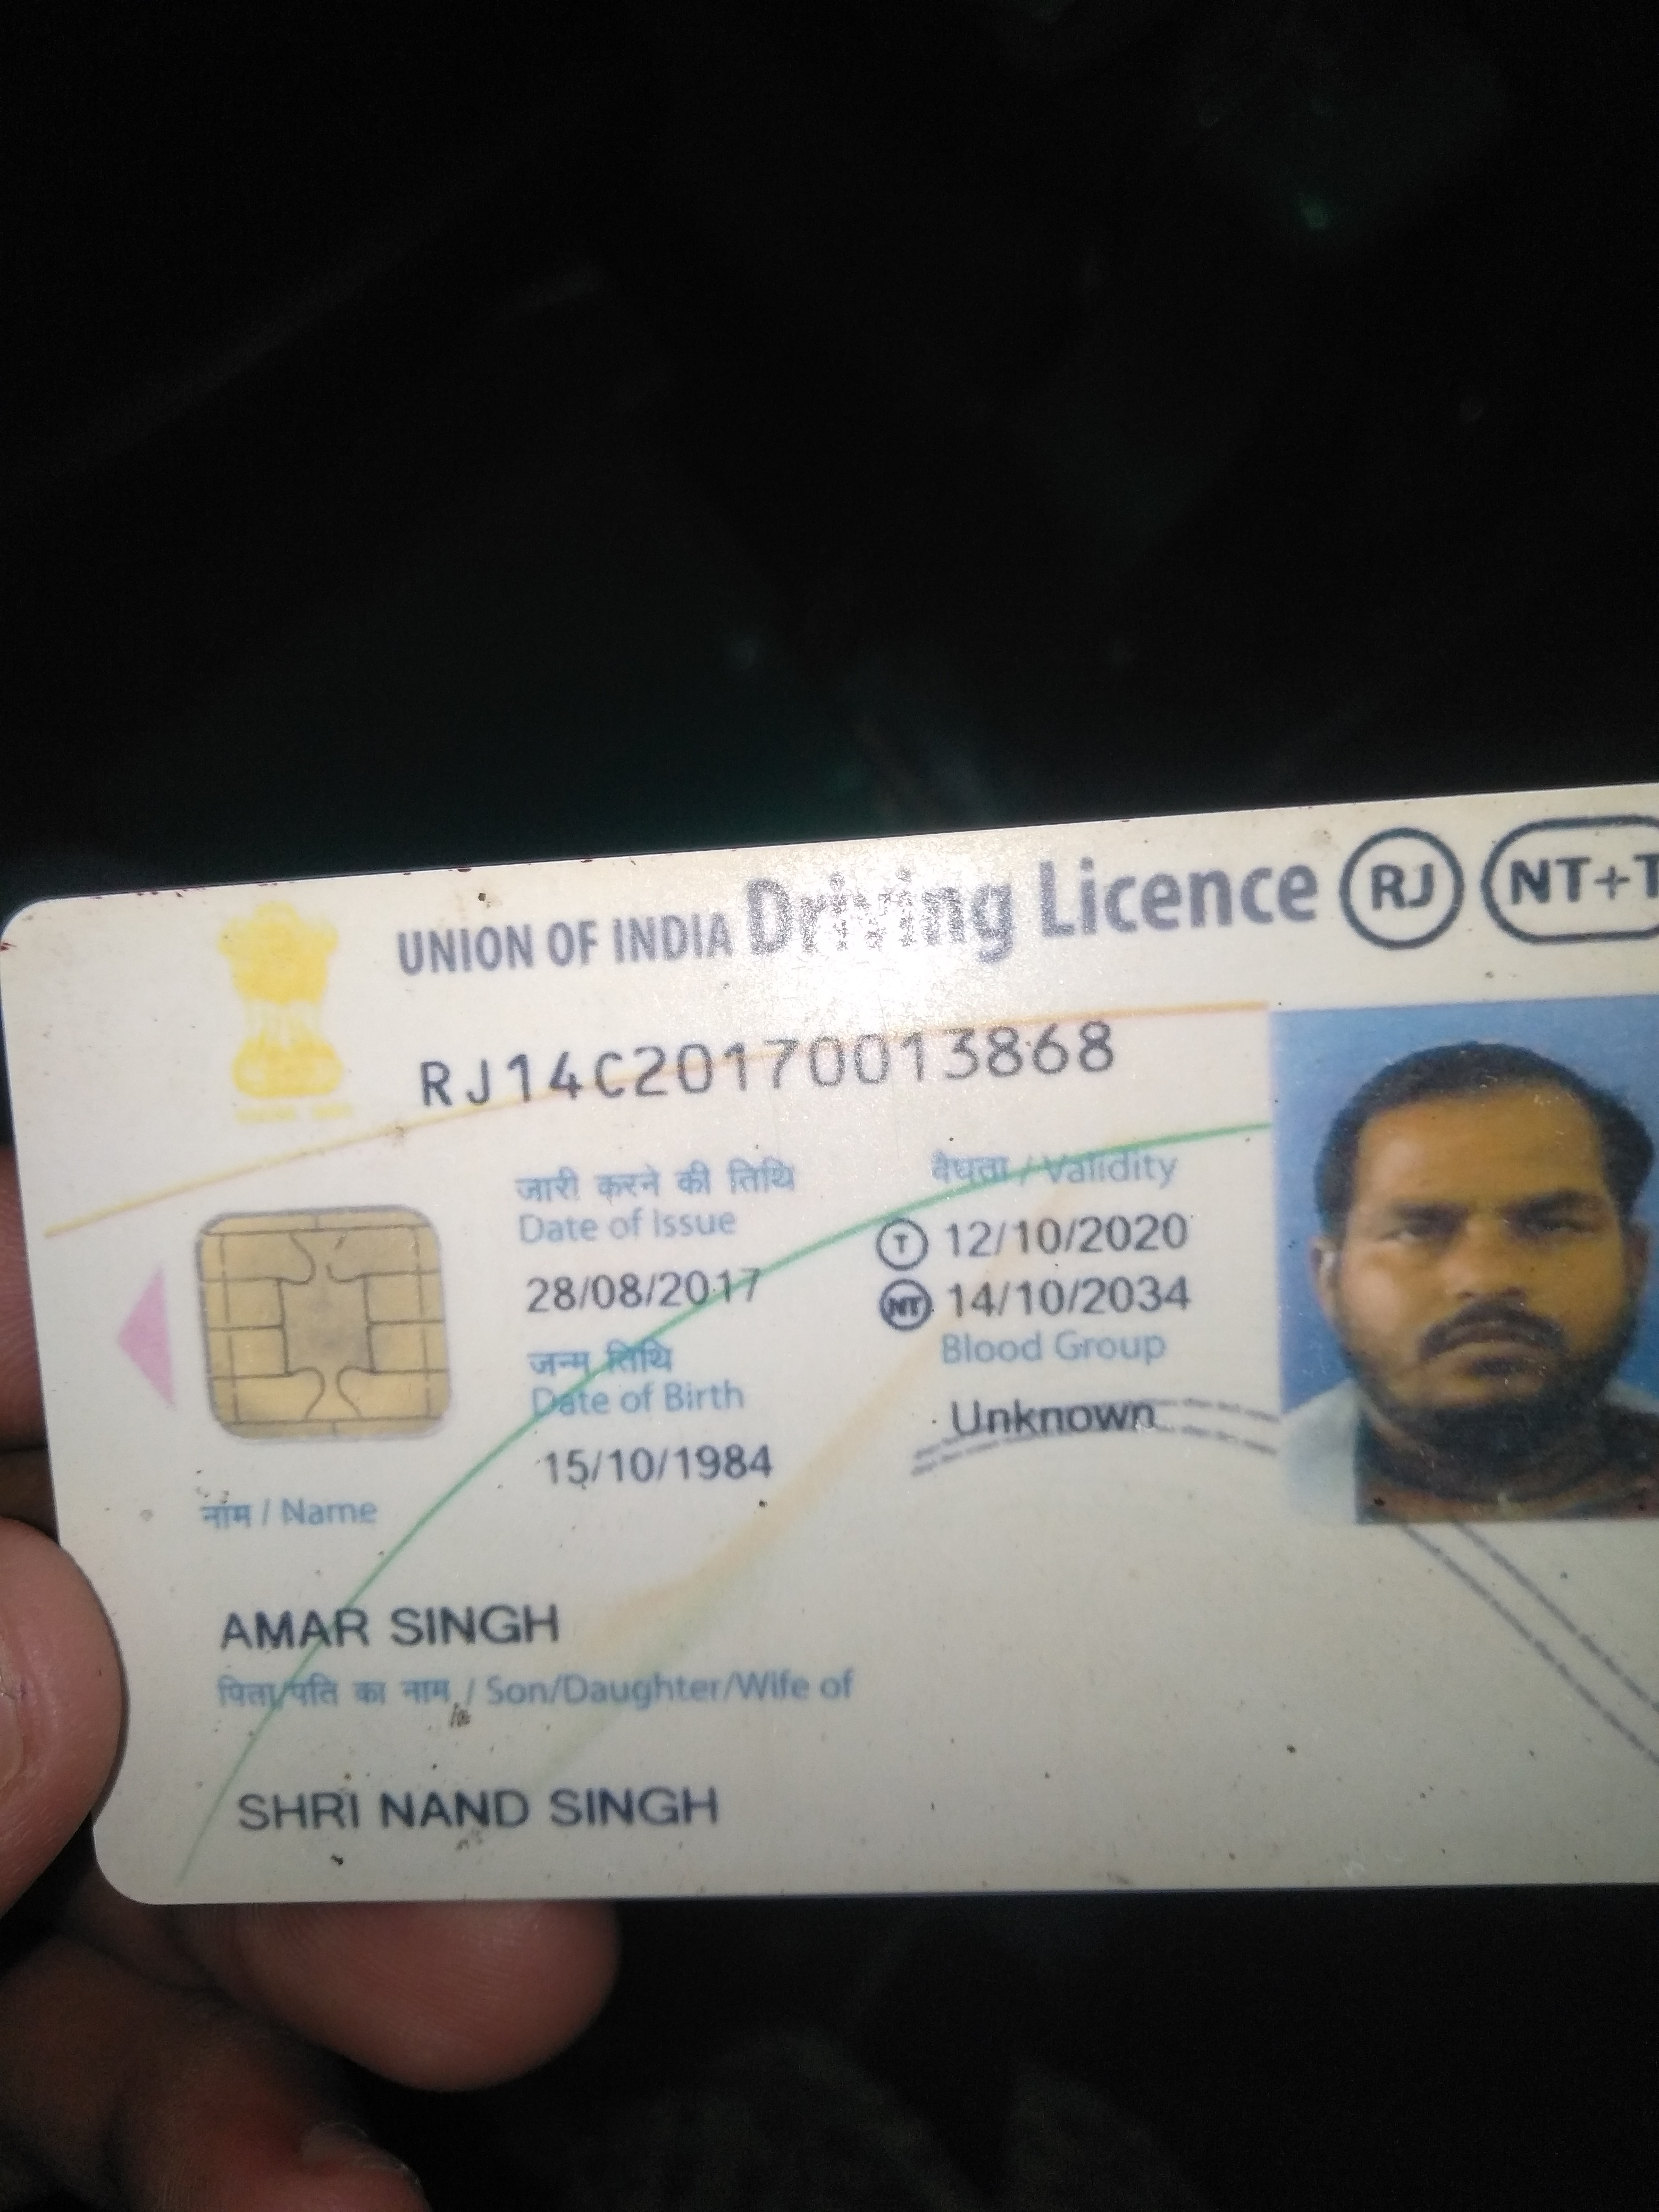 UNION OF INDIA Driving Licence RJ NT+T
RJ14C20170013868
जारी करने की तिथि
Date of Issue
28/08/2017
वैधता / Validity
T 12/10/2020
NT 14/10/2034
जन्म तिथि
Date of Birth
15/10/1984
Blood Group
Unknown
नाम / Name
AMAR SINGH
पिता/पति का नाम / Son/Daughter/Wife of
SHRI NAND SINGH